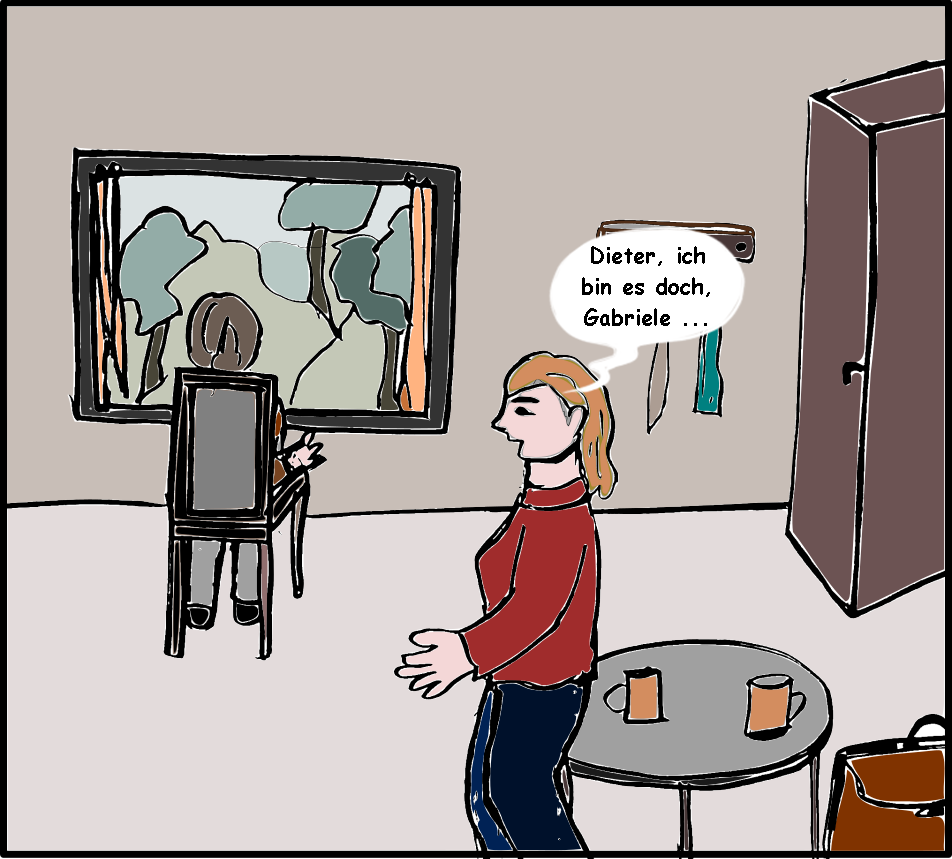 Dieter, ich
bin es doch,
Gabriele ...